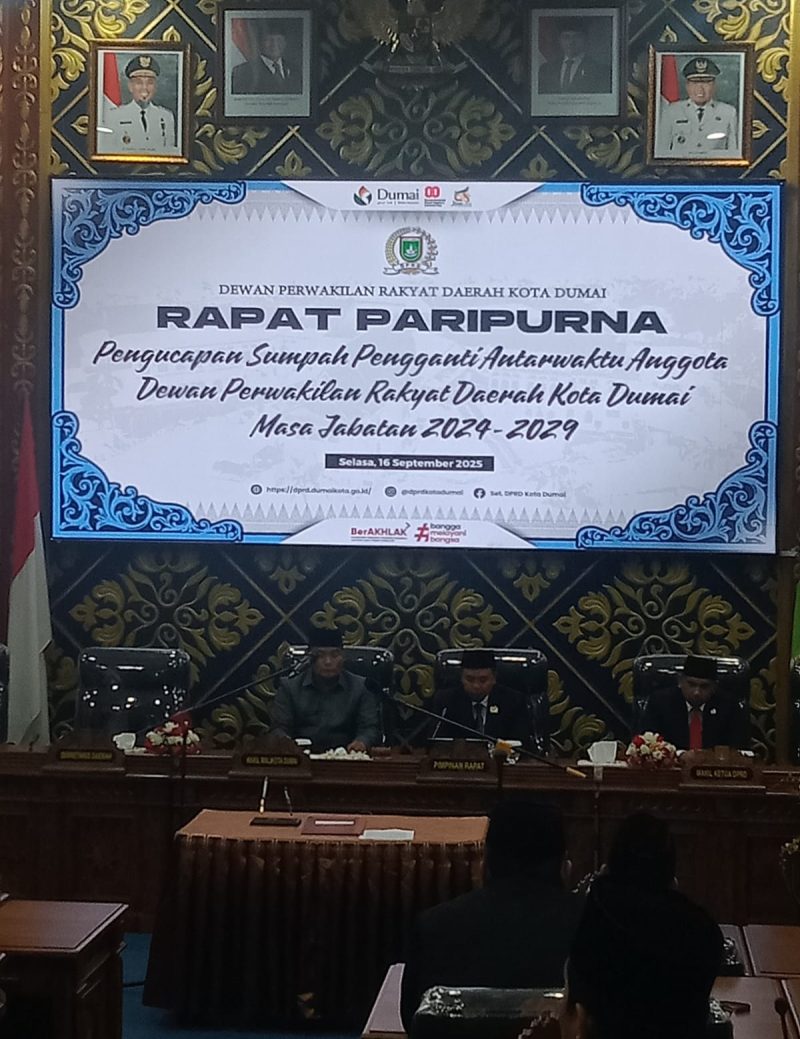 Dumai
DEWAN PERWAKILAN RAKYAT DAERAH KOTA DUMAI
RAPAT PARIPURNA
Pengucapan Sumpah Pengganti Antarwaktu Anggota
Dewan Perwakilan Rakyat Daerah Kota Dumai
Masa Jabatan 2024-2029
Selasa, 16 September 2025
https://dprd.dumaikota.go.id/ @dprdkotadumai Set. DPRD Kota Dumai
BerAKHLAK
#bangga
melayani
bangsa
SEKRETARIS DAERAH
WAKIL WALIKOTA DUMAI
PIMPINAN RAPAT
WAKIL KETUA DPRD